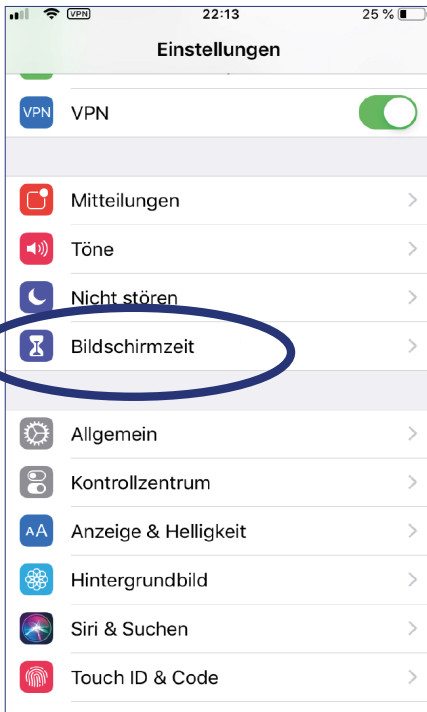 VPN 22:13 25 %
Einstellungen
VPN VPN
Mitteilungen
Töne
Nicht stören
Bildschirmzeit
Allgemein
Kontrollzentrum
AA Anzeige & Helligkeit
Hintergrundbild
Siri & Suchen
Touch ID & Code